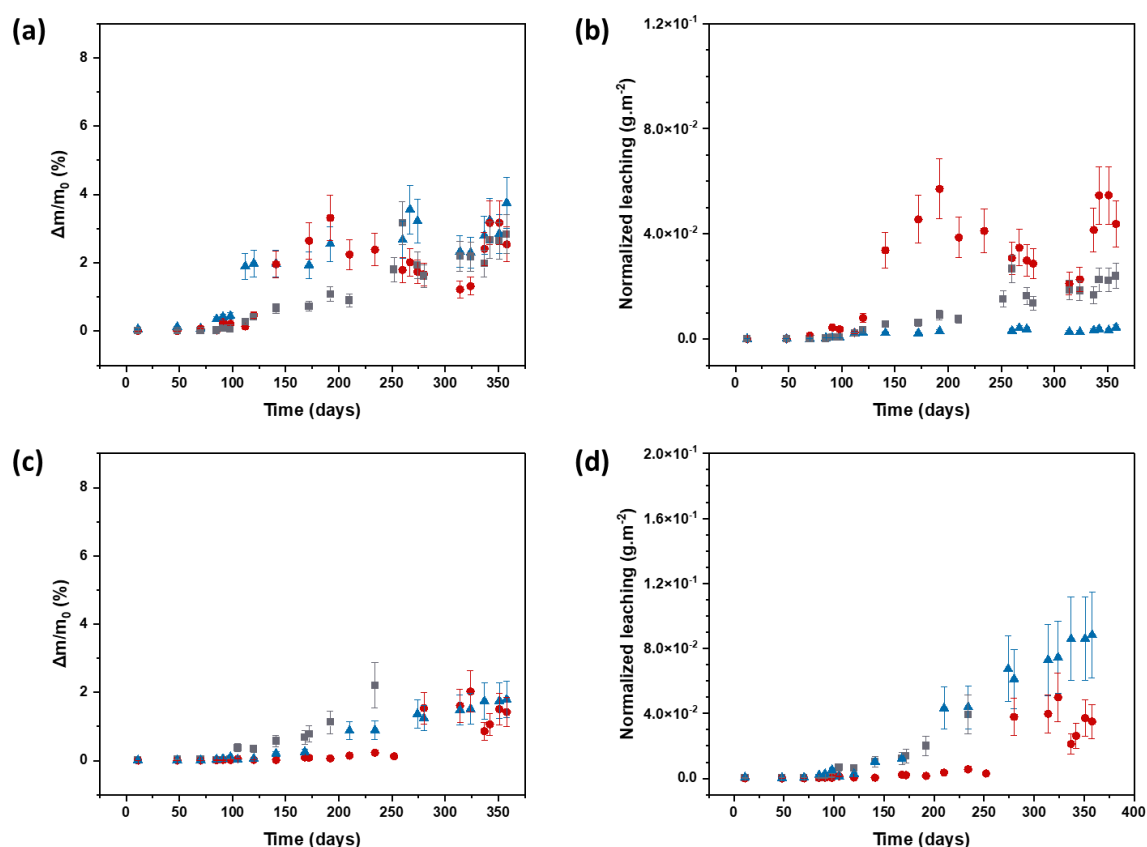 (a)
Δm/m₀ (%)
8
6
4
2
0
0 50 100 150 200 250 300 350
Time (days)
(b)
Normalized leaching (g.m⁻²)
1.2×10⁻¹
8.0×10⁻²
4.0×10⁻²
0.0
0 50 100 150 200 250 300 350
Time (days)
(c)
Δm/m₀ (%)
8
6
4
2
0
0 50 100 150 200 250 300 350
Time (days)
(d)
Normalized leaching (g.m⁻²)
2.0×10⁻¹
1.6×10⁻¹
1.2×10⁻¹
8.0×10⁻²
4.0×10⁻²
0.0
0 50 100 150 200 250 300 350 400
Time (days)